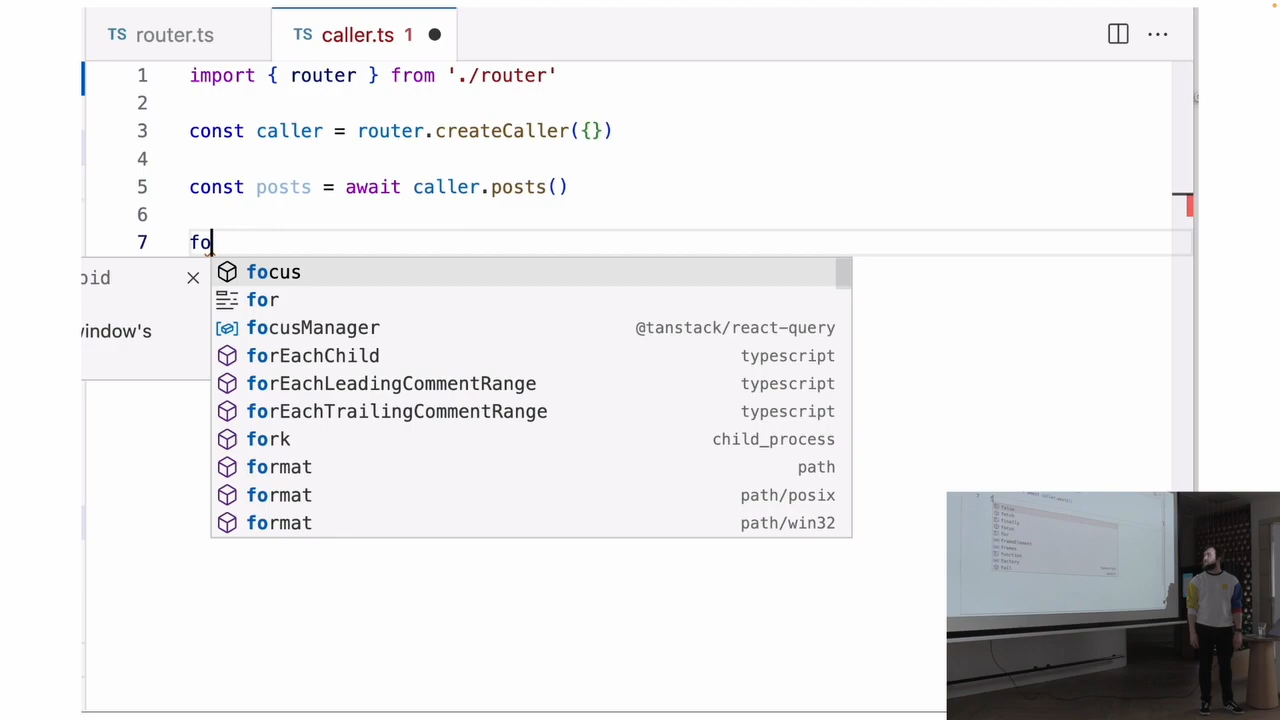 TS router.ts
TS caller.ts 1
1 import { router } from './router'
2
3 const caller = router.createCaller({})
4
5 const posts = await caller.posts()
6
7 fo
oid
window's
focus
for
focusManager @tanstack/react-query
forEachChild typescript
forEachLeadingCommentRange typescript
forEachTrailingCommentRange typescript
fork child_process
format path
format path/posix
format path/win32